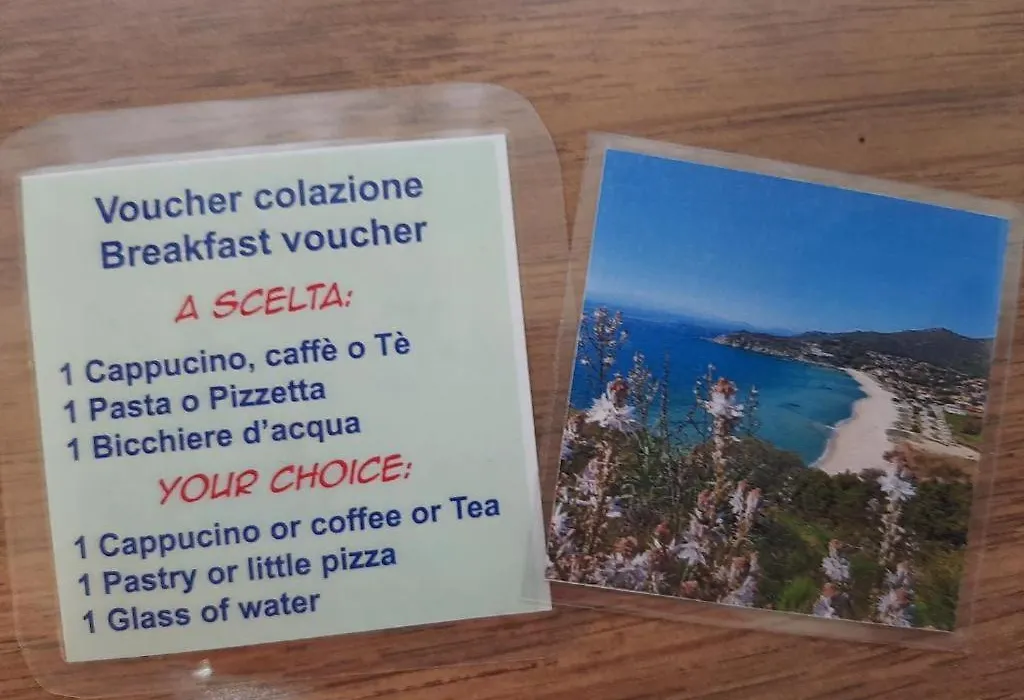 Voucher colazione
Breakfast voucher
A SCELTA:
1 Cappucino, caffè o Tè
1 Pasta o Pizzetta
1 Bicchiere d'acqua
YOUR CHOICE:
1 Cappucino or coffee or Tea
1 Pastry or little pizza
1 Glass of water